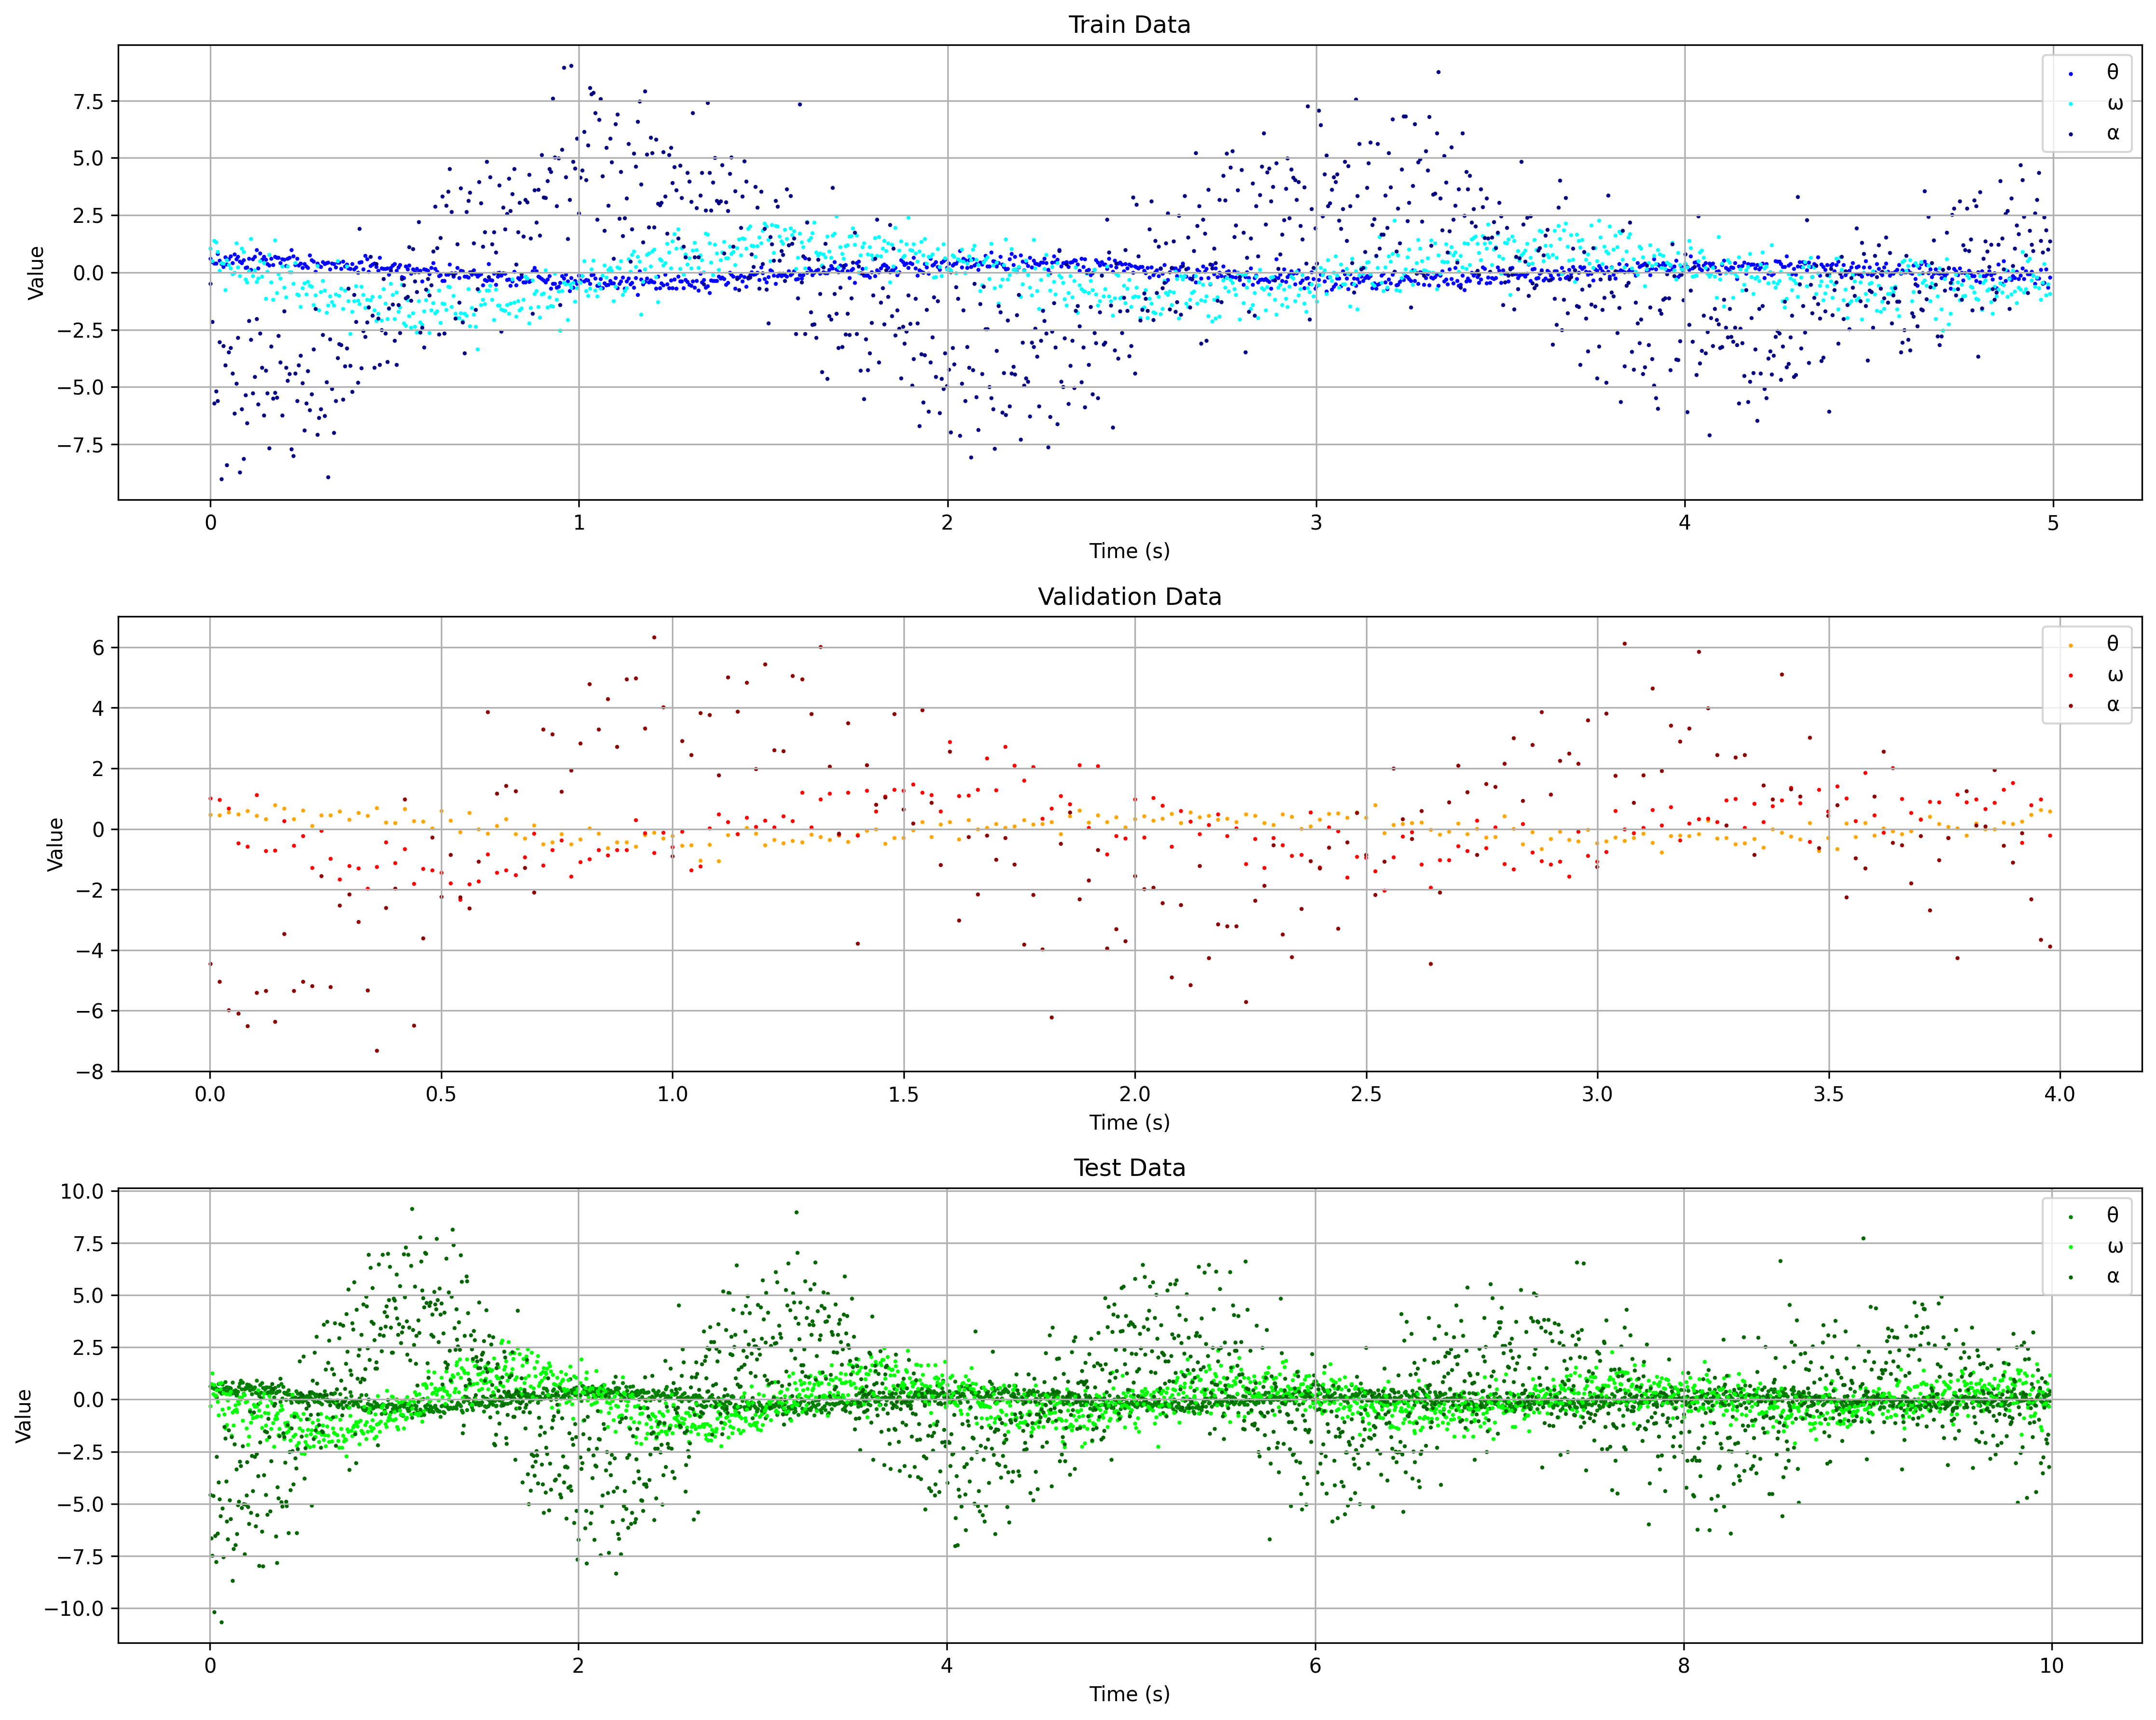 Train Data
θ
ω
α
7.5
5.0
2.5
0.0
−2.5
−5.0
−7.5
Value
0 1 2 3 4 5
Time (s)
Validation Data
θ
ω
α
6
4
2
0
−2
−4
−6
−8
Value
0.0 0.5 1.0 1.5 2.0 2.5 3.0 3.5 4.0
Time (s)
Test Data
θ
ω
α
10.0
7.5
5.0
2.5
0.0
−2.5
−5.0
−7.5
−10.0
Value
0 2 4 6 8 10
Time (s)